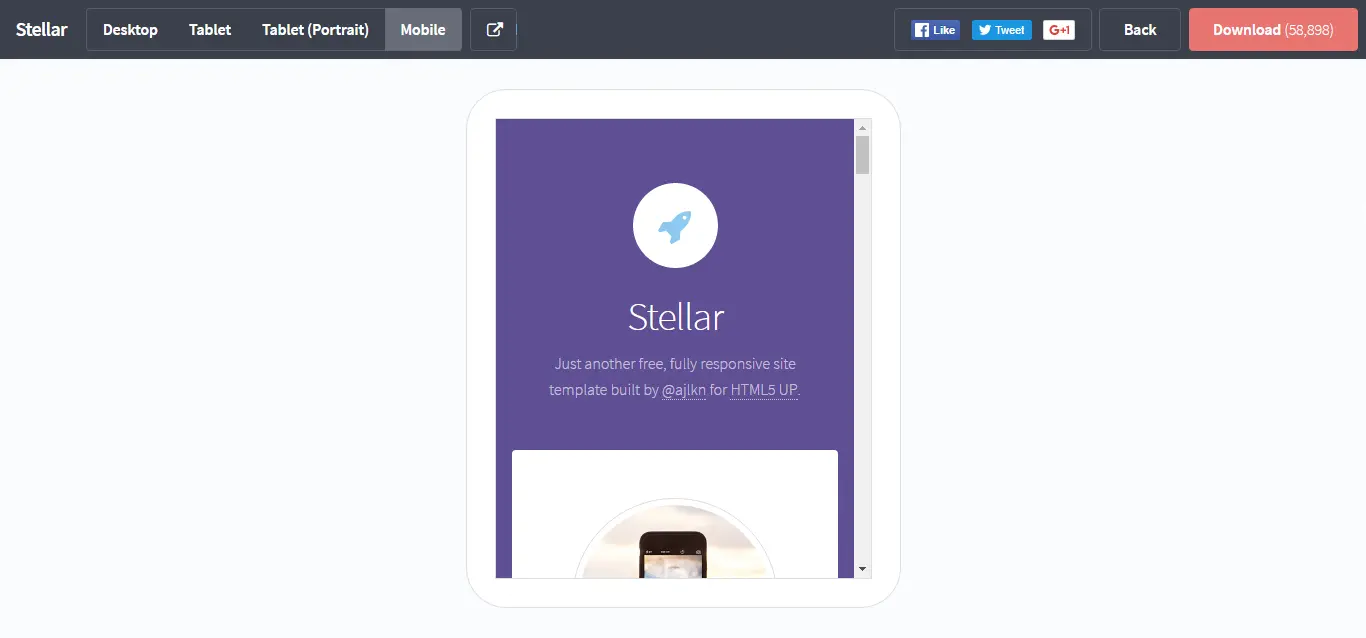 Stellar
Desktop
Tablet
Tablet (Portrait)
Mobile
Like
Tweet
G+1
Back
Download (58,898)
Stellar
Just another free, fully responsive site
template built by @ajlkn for HTML5 UP.